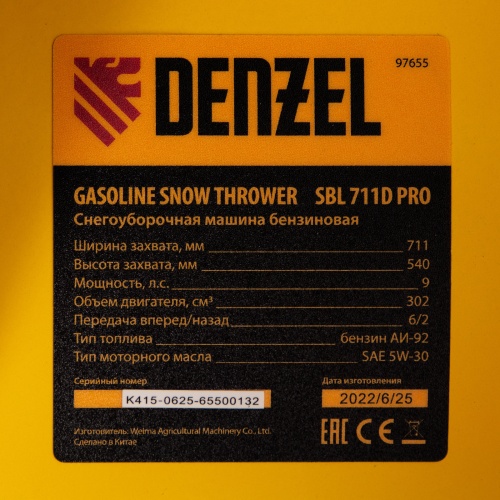 DENZEL
97655
GASOLINE SNOW THROWER SBL 711D PRO
Снегоуборочная машина бензиновая
Ширина захвата, мм 711
Высота захвата, мм 540
Мощность, л.с. 9
Объем двигателя, см³ 302
Передача вперед/назад 6/2
Тип топлива бензин АИ-92
Тип моторного масла SAE 5W-30
Серийный номер Дата изготовления
K415-0625-65500132 2022/6/25
Изготовитель: Weima Agricultural Machinery Co., Ltd.
Сделано в Китае
EAC CE